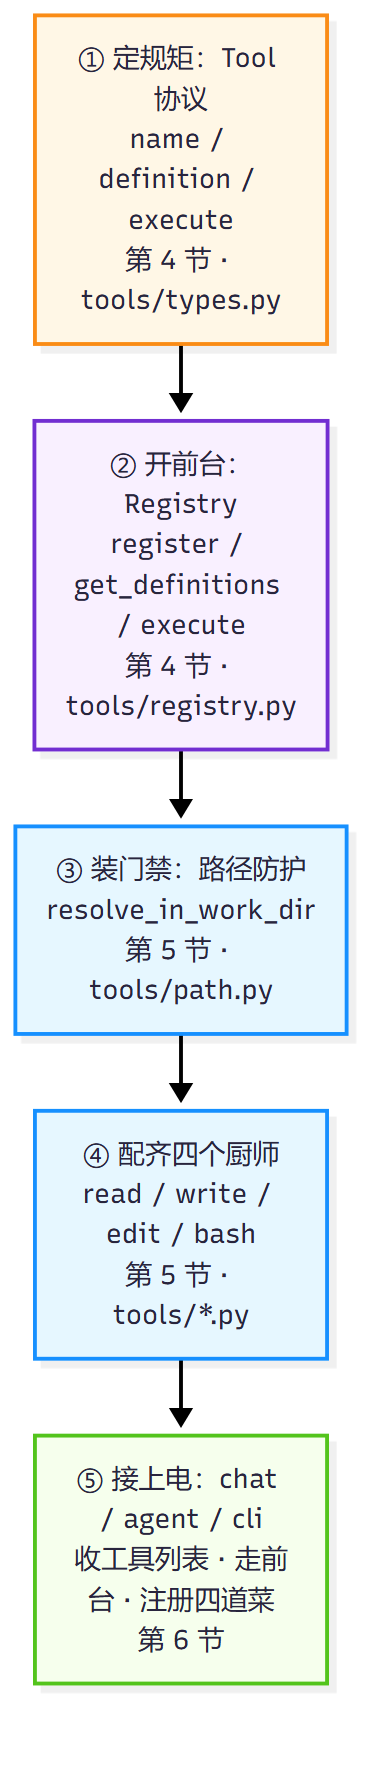 ① 定规矩：Tool
协议
name /
definition /
execute
第 4 节 ·
tools/types.py
② 开前台：
Registry
register /
get_definitions
/ execute
第 4 节 ·
tools/registry.py
③ 装门禁：路径防护
resolve_in_work_dir
第 5 节 ·
tools/path.py
④ 配齐四个厨师
read / write /
edit / bash
第 5 节 ·
tools/*.py
⑤ 接上电：chat
/ agent / cli
收工具列表 · 走前
台 · 注册四道菜
第 6 节